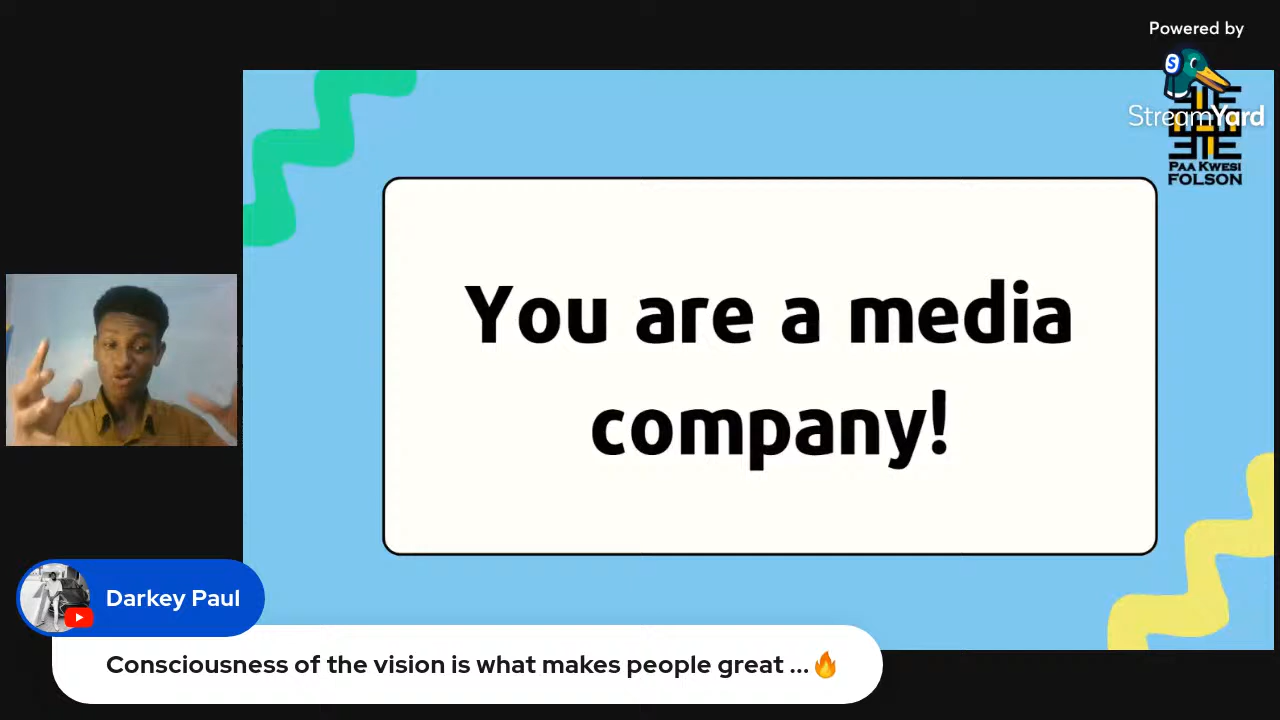 Powered by
S
StreamYard
PAA KWESI
FOLSON
You are a media
company!
Darkey Paul
Consciousness of the vision is what makes people great ...🔥